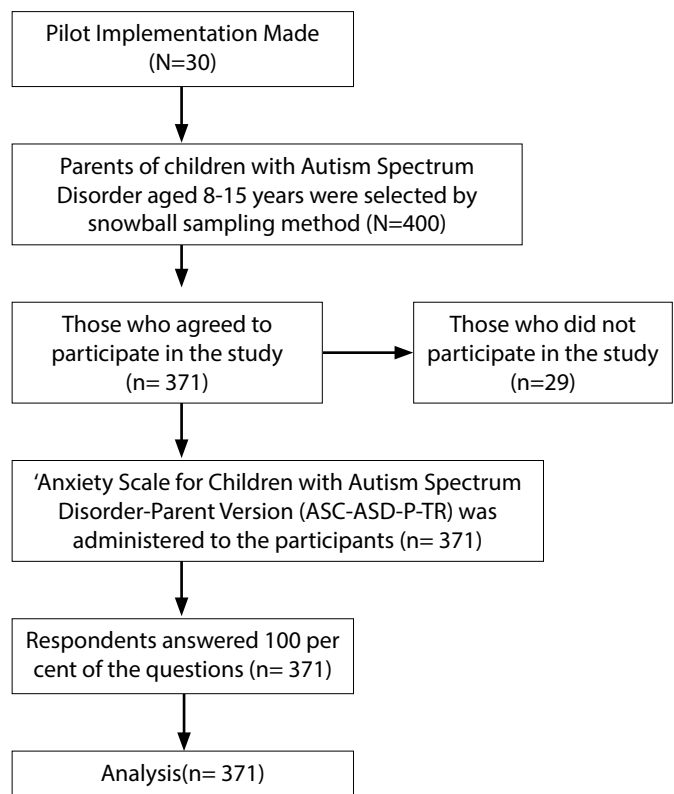 Pilot Implementation Made
(N=30)
Parents of children with Autism Spectrum
Disorder aged 8-15 years were selected by
snowball sampling method (N=400)
Those who agreed to
participate in the study
(n= 371)
Those who did not
participate in the study
(n=29)
‘Anxiety Scale for Children with Autism Spectrum
Disorder-Parent Version (ASC-ASD-P-TR) was
administered to the participants (n= 371)
Respondents answered 100 per
cent of the questions (n= 371)
Analysis(n= 371)